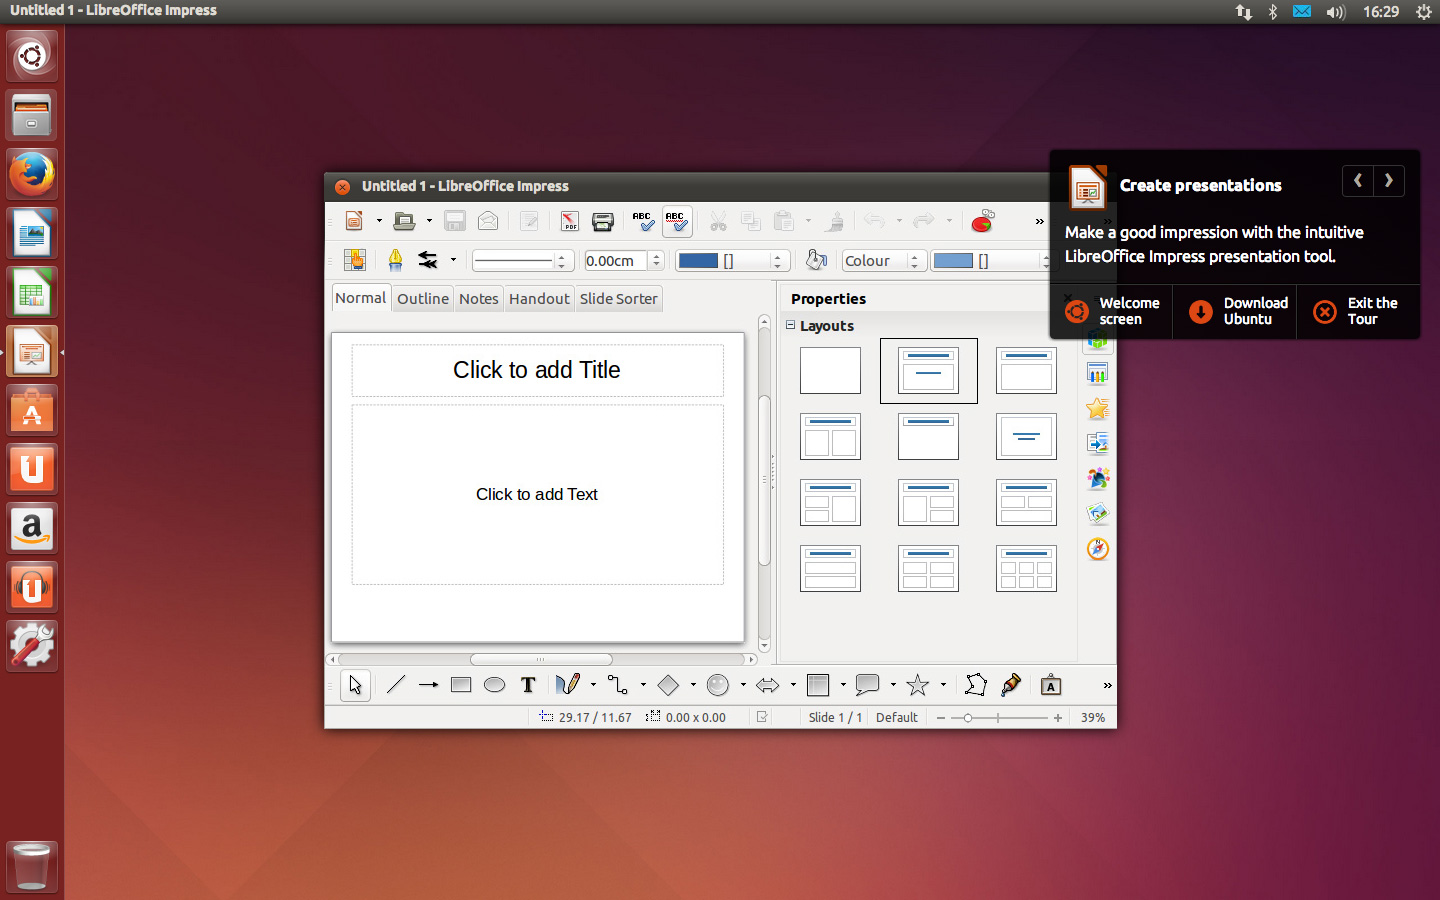 Untitled 1 - LibreOffice Impress
16:29
Untitled 1 - LibreOffice Impress
PDF
ABC
ABC
0.00cm
[]
Colour
[]
Normal
Outline
Notes
Handout
Slide Sorter
Click to add Title
Click to add Text
Properties
Layouts
T
A
29.17 / 11.67
0.00 x 0.00
Slide 1 / 1
Default
39%
Create presentations
Make a good impression with the intuitive
LibreOffice Impress presentation tool.
Welcome
screen
Download
Ubuntu
Exit the
Tour
A
U
a
U